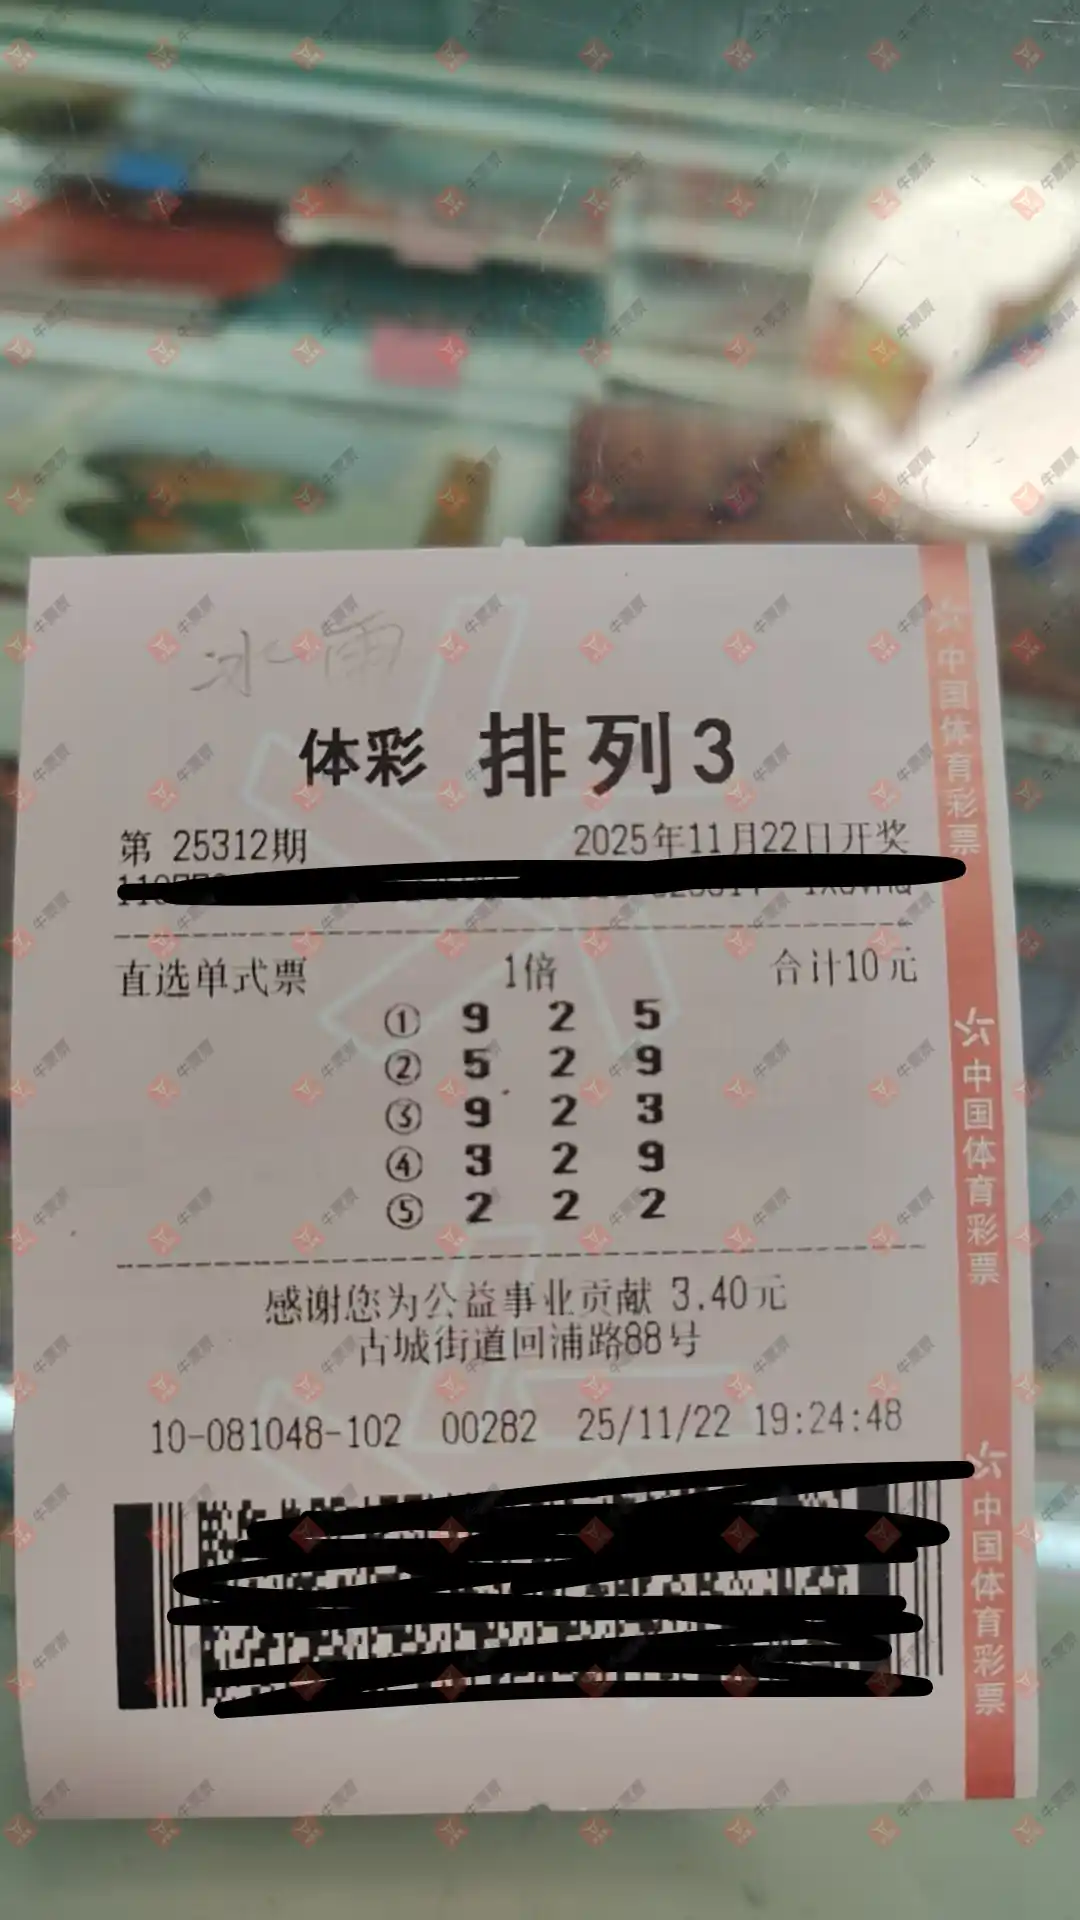 冰雨
体彩 排列3
第 25312期 2025年11月22日开奖
直选单式票 1倍 合计10元
① 9 2 5
② 5 2 9
③ 9 2 3
④ 3 2 9
⑤ 2 2 2
感谢您为公益事业贡献 3.40元
古城街道回浦路88号
10-081048-102 00282 25/11/22 19:24:48
中国体育彩票
中国体育彩票
中国体育彩票
牛票票